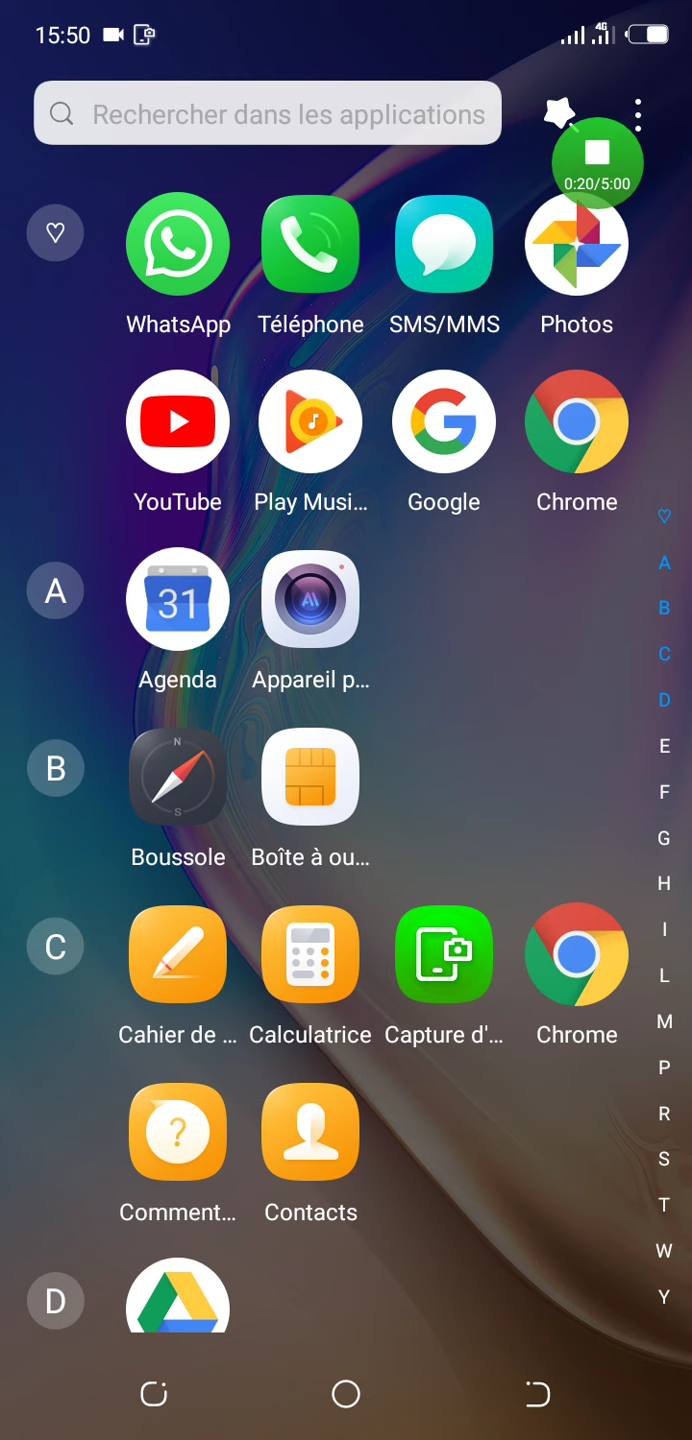 15:50
4G
Rechercher dans les applications
0:20/5:00
WhatsApp Téléphone SMS/MMS Photos
YouTube Play Musi... Google Chrome
A
31
Agenda Appareil p...
B
N
S
Boussole Boîte à ou...
C
Cahier de ... Calculatrice Capture d'... Chrome
?
Comment... Contacts
D
A
B
C
D
E
F
G
H
I
L
M
P
R
S
T
W
Y